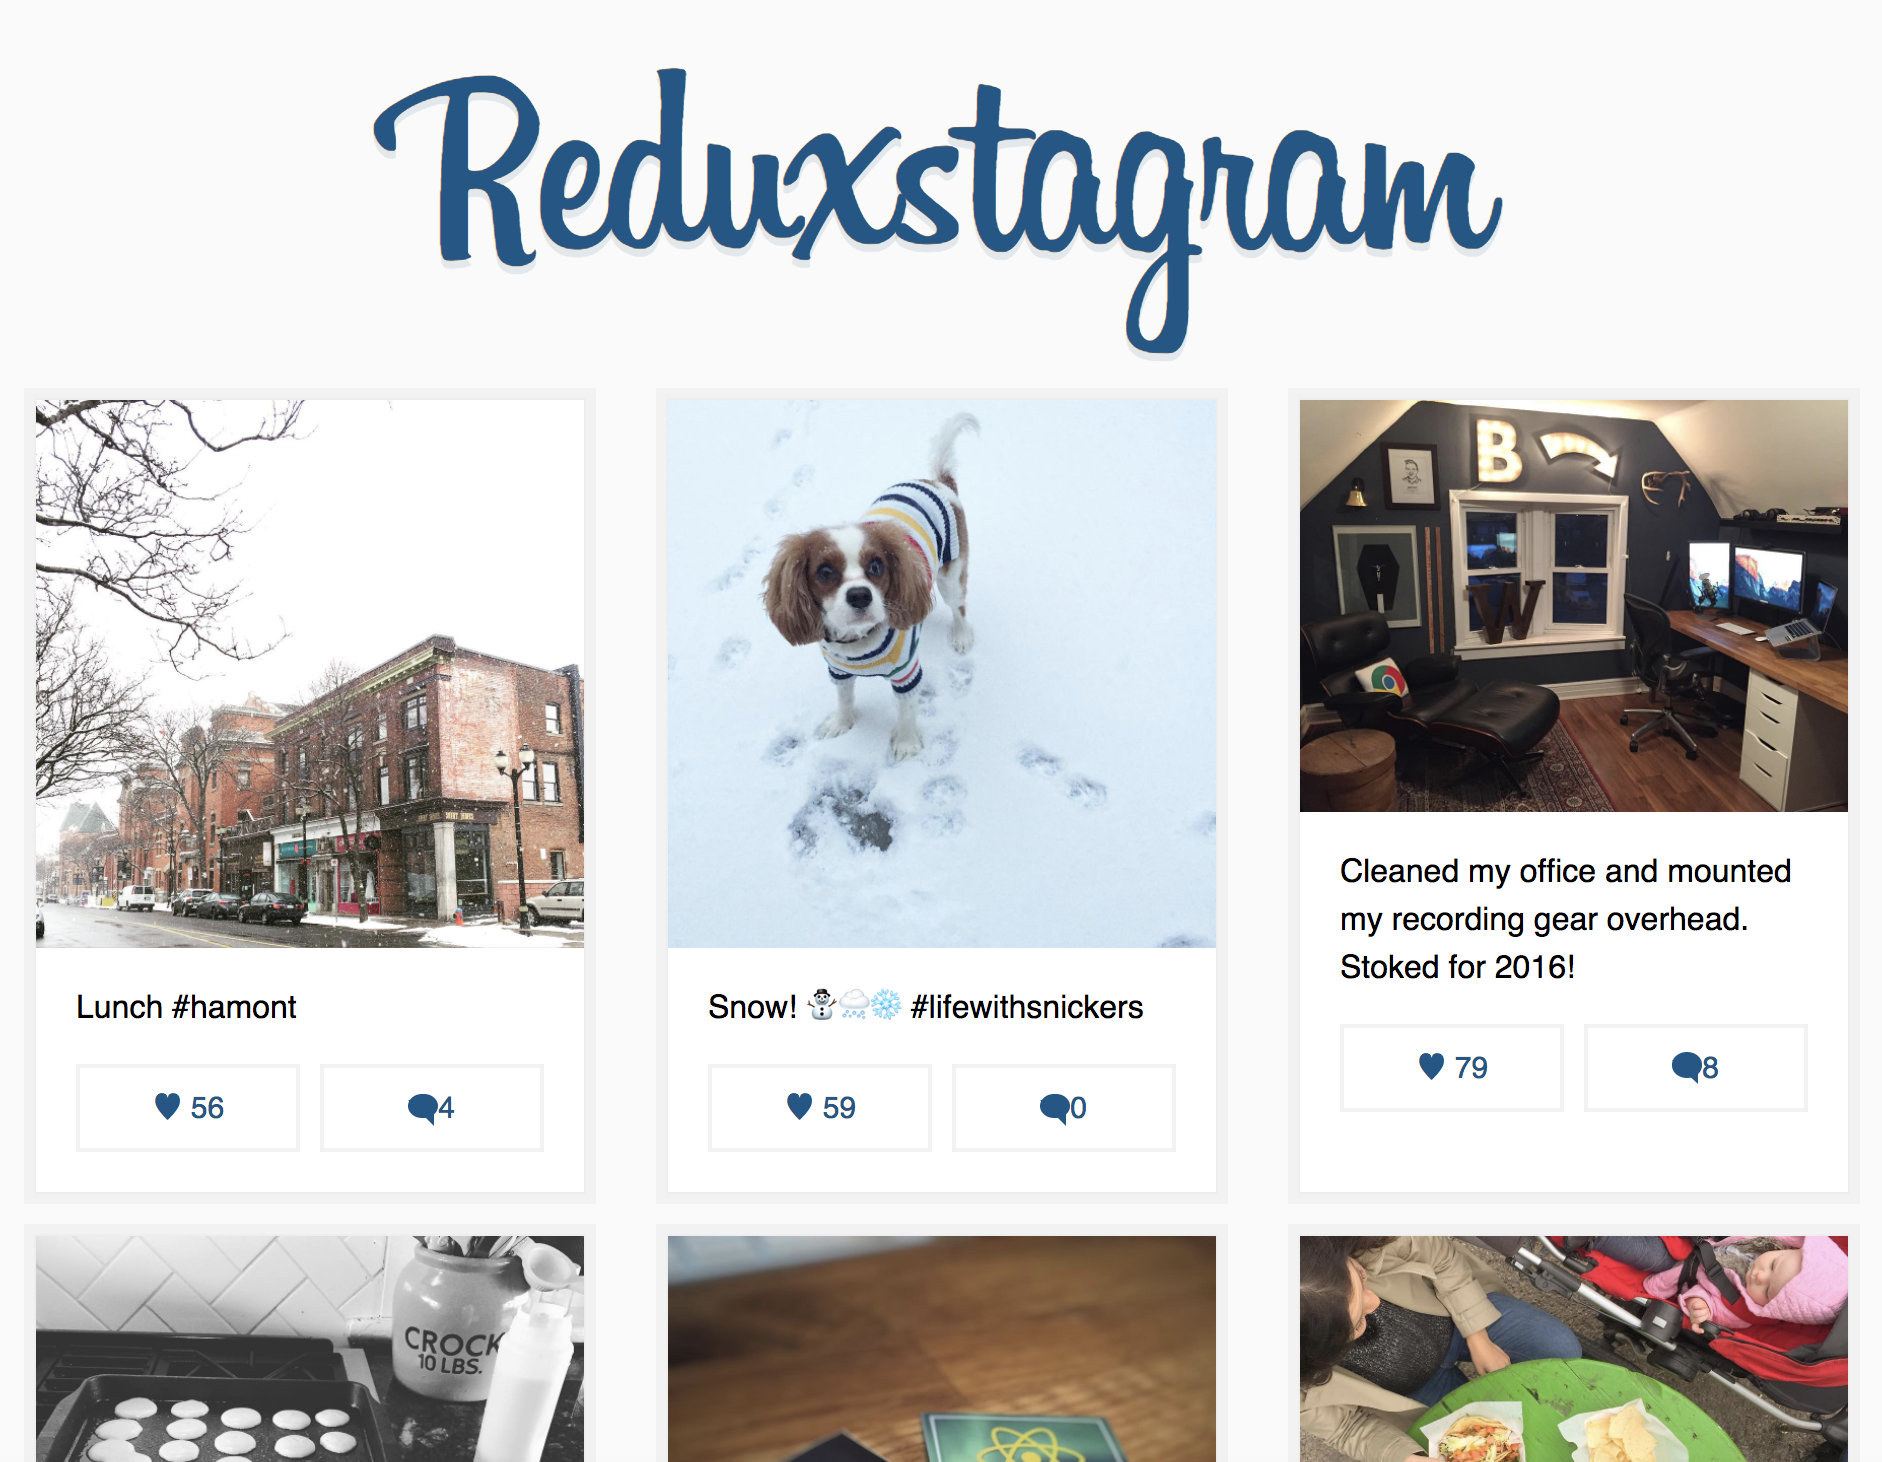 Reduxstagram
B
W
Lunch #hamont
Snow! ⛄🌨❄️ #lifewithsnickers
Cleaned my office and mounted
my recording gear overhead.
Stoked for 2016!
56
4
59
0
79
8
CROCK
10 LBS.